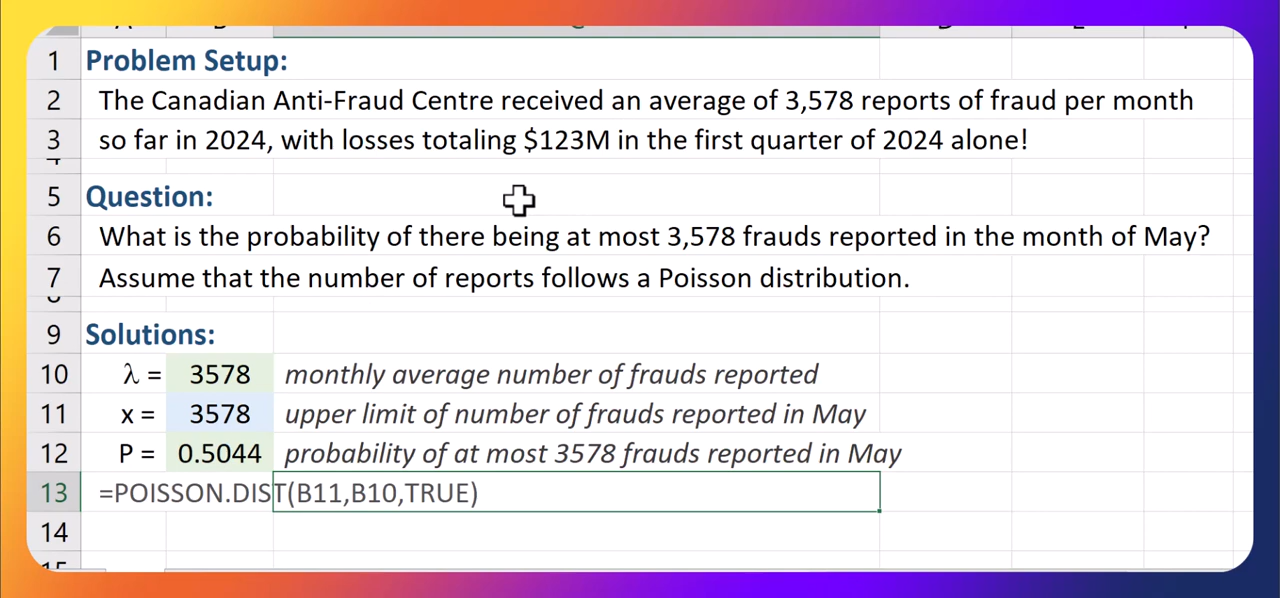 1 Problem Setup:
2 The Canadian Anti-Fraud Centre received an average of 3,578 reports of fraud per month
3 so far in 2024, with losses totaling $123M in the first quarter of 2024 alone!
5 Question:
6 What is the probability of there being at most 3,578 frauds reported in the month of May?
7 Assume that the number of reports follows a Poisson distribution.
9 Solutions:
10 λ = 3578 monthly average number of frauds reported
11 x = 3578 upper limit of number of frauds reported in May
12 P = 0.5044 probability of at most 3578 frauds reported in May
13 =POISSON.DIST(B11,B10,TRUE)
14